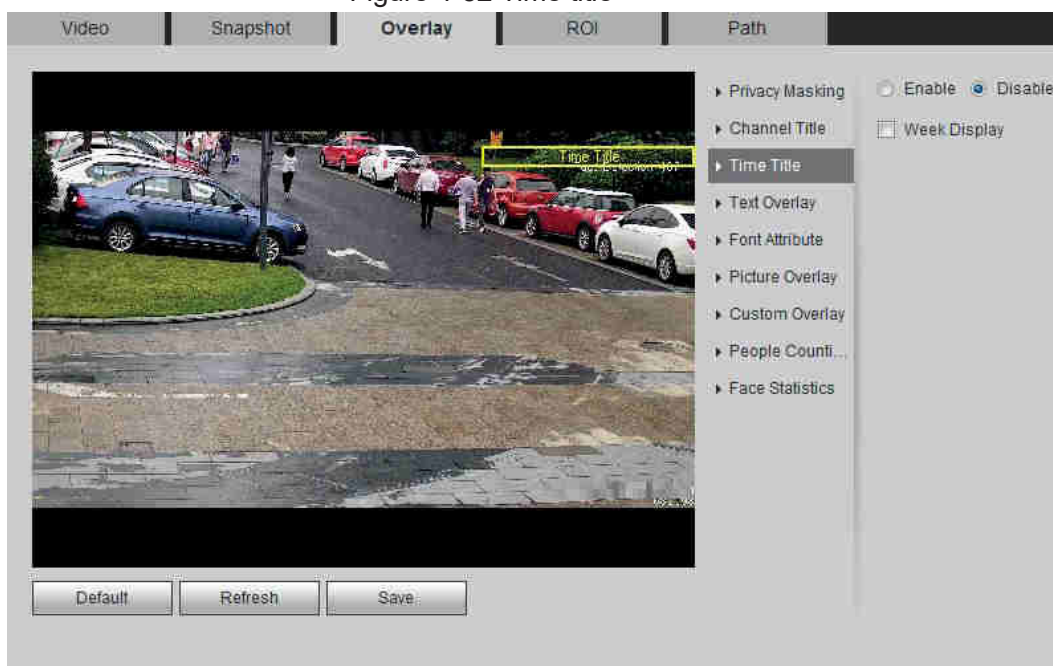 Video Snapshot Overlay ROI Path
Privacy Masking
Channel Title
Time Title
Text Overlay
Font Attribute
Picture Overlay
Custom Overlay
People Counti...
Face Statistics
Enable Disable
Week Display
Time Title
Default Refresh Save